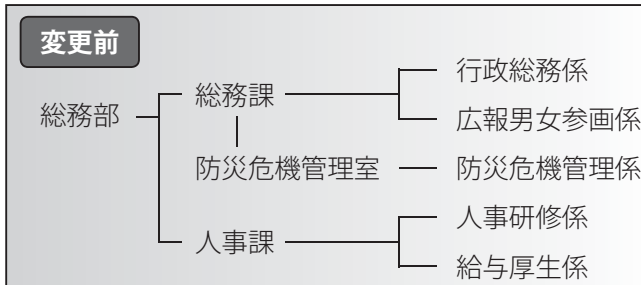 変更前
総務部
総務課
行政総務係
広報男女参画係
防災危機管理室
防災危機管理係
人事課
人事研修係
給与厚生係